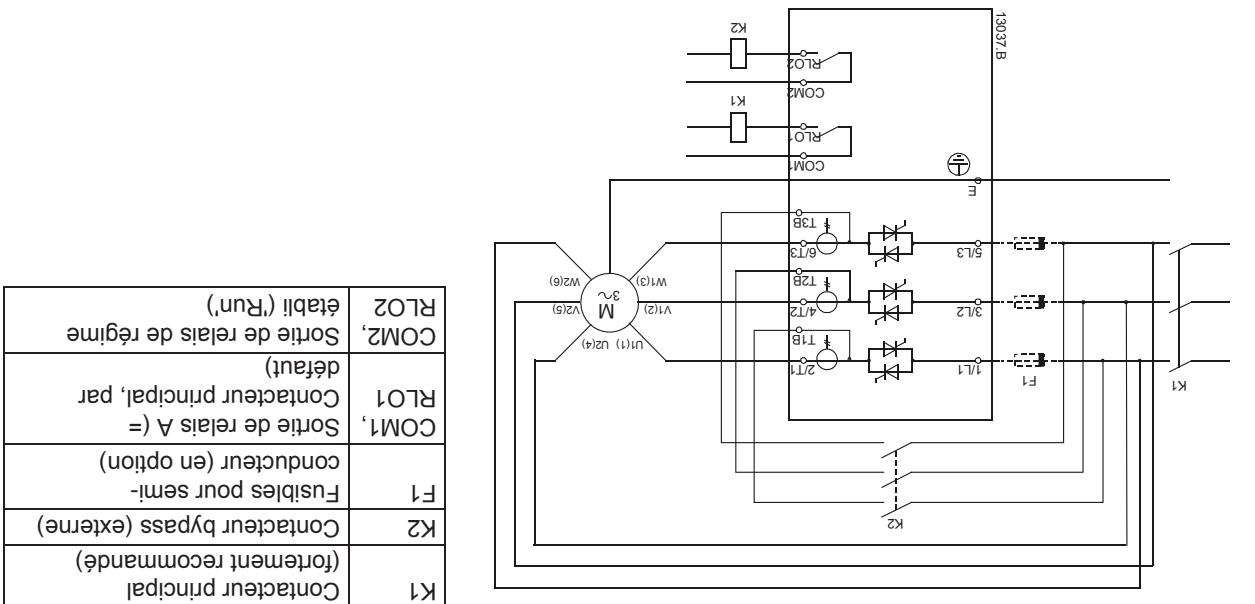 K1
Contacteur principal
(fortement recommandé)
K2
Contacteur bypass (externe)
F1
Fusibles pour semi-
conducteur (en option)
COM1,
RLO1
Sortie de relais A (=
Contacteur principal, par
défaut)
COM2,
RLO2
Sortie de relais de régime
établi ('Run')
K2
K1
F1
1/L1
2/T1
T1B
U1(1)
U2(4)
3/L2
4/T2
T2B
V1(2)
M
3~
V2(5)
5/L3
6/T3
T3B
W1(3)
W2(6)
E
COM1
RLO1
K1
COM2
RLO2
K2
13037.B